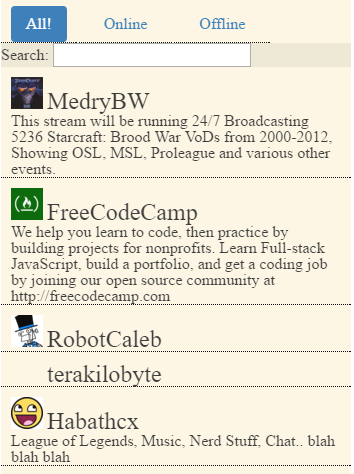 All! Online Offline
Search:
MedryBW
This stream will be running 24/7 Broadcasting
5236 Starcraft: Brood War VoDs from 2000-2012,
Showing OSL, MSL, Proleague and various other
events.
FreeCodeCamp
We help you learn to code, then practice by
building projects for nonprofits. Learn Full-stack
JavaScript, build a portfolio, and get a coding job
by joining our open source community at
http://freecodecamp.com
RobotCaleb
terakilobyte
Habathcx
League of Legends, Music, Nerd Stuff, Chat.. blah
blah blah